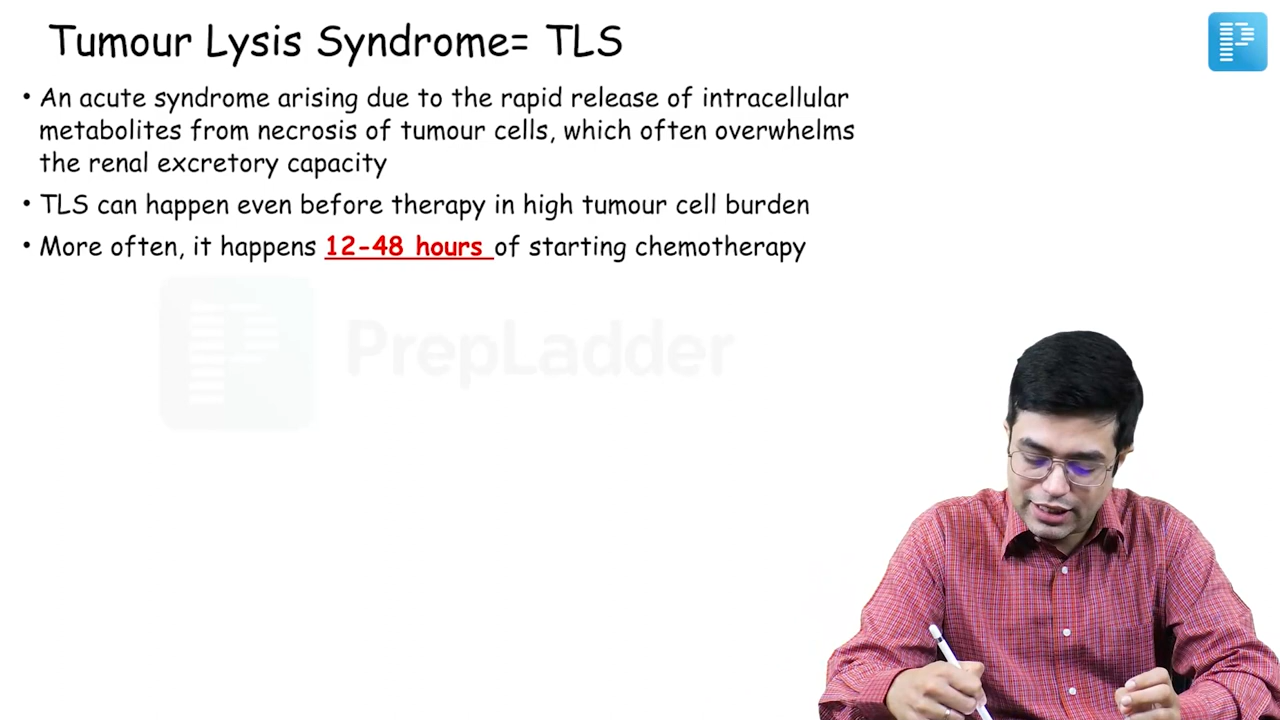 Tumour Lysis Syndrome= TLS
• An acute syndrome arising due to the rapid release of intracellular
metabolites from necrosis of tumour cells, which often overwhelms
the renal excretory capacity
• TLS can happen even before therapy in high tumour cell burden
• More often, it happens 12-48 hours of starting chemotherapy
PrepLadder